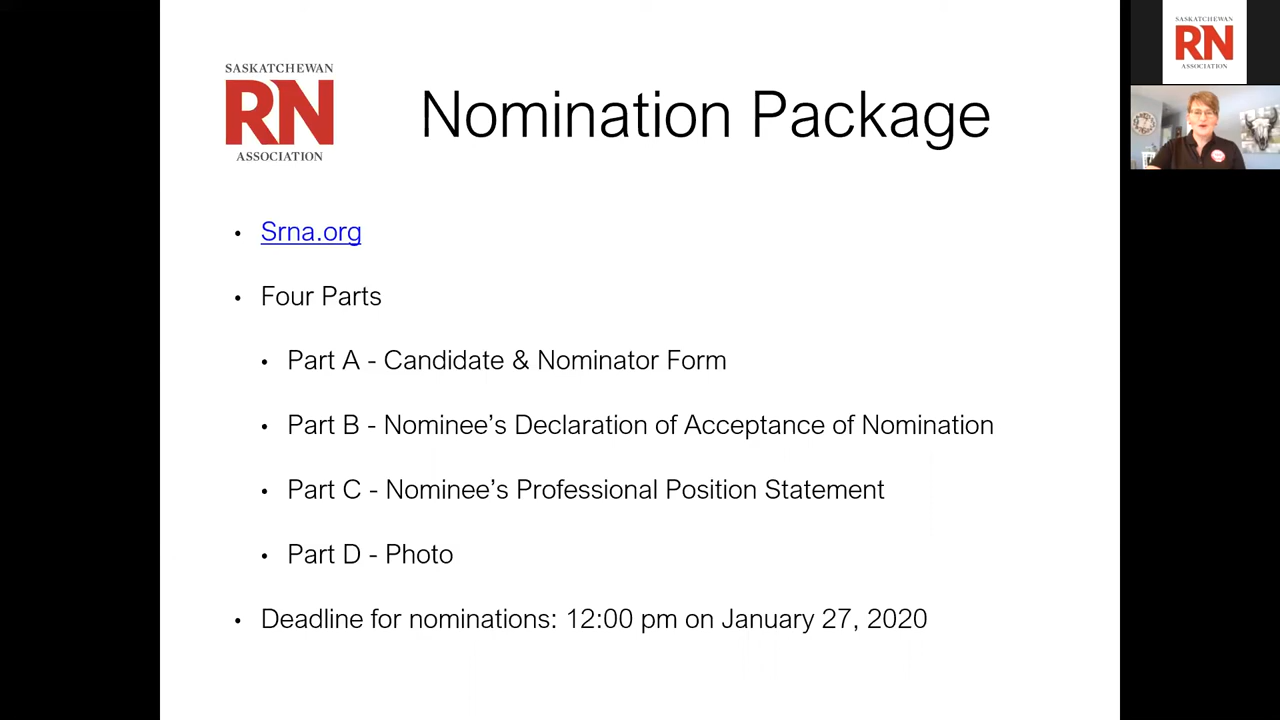 SASKATCHEWAN
RN
ASSOCIATION
Nomination Package
• Srna.org
• Four Parts
• Part A - Candidate & Nominator Form
• Part B - Nominee’s Declaration of Acceptance of Nomination
• Part C - Nominee’s Professional Position Statement
• Part D - Photo
• Deadline for nominations: 12:00 pm on January 27, 2020
SASKATCHEWAN
RN
ASSOCIATION